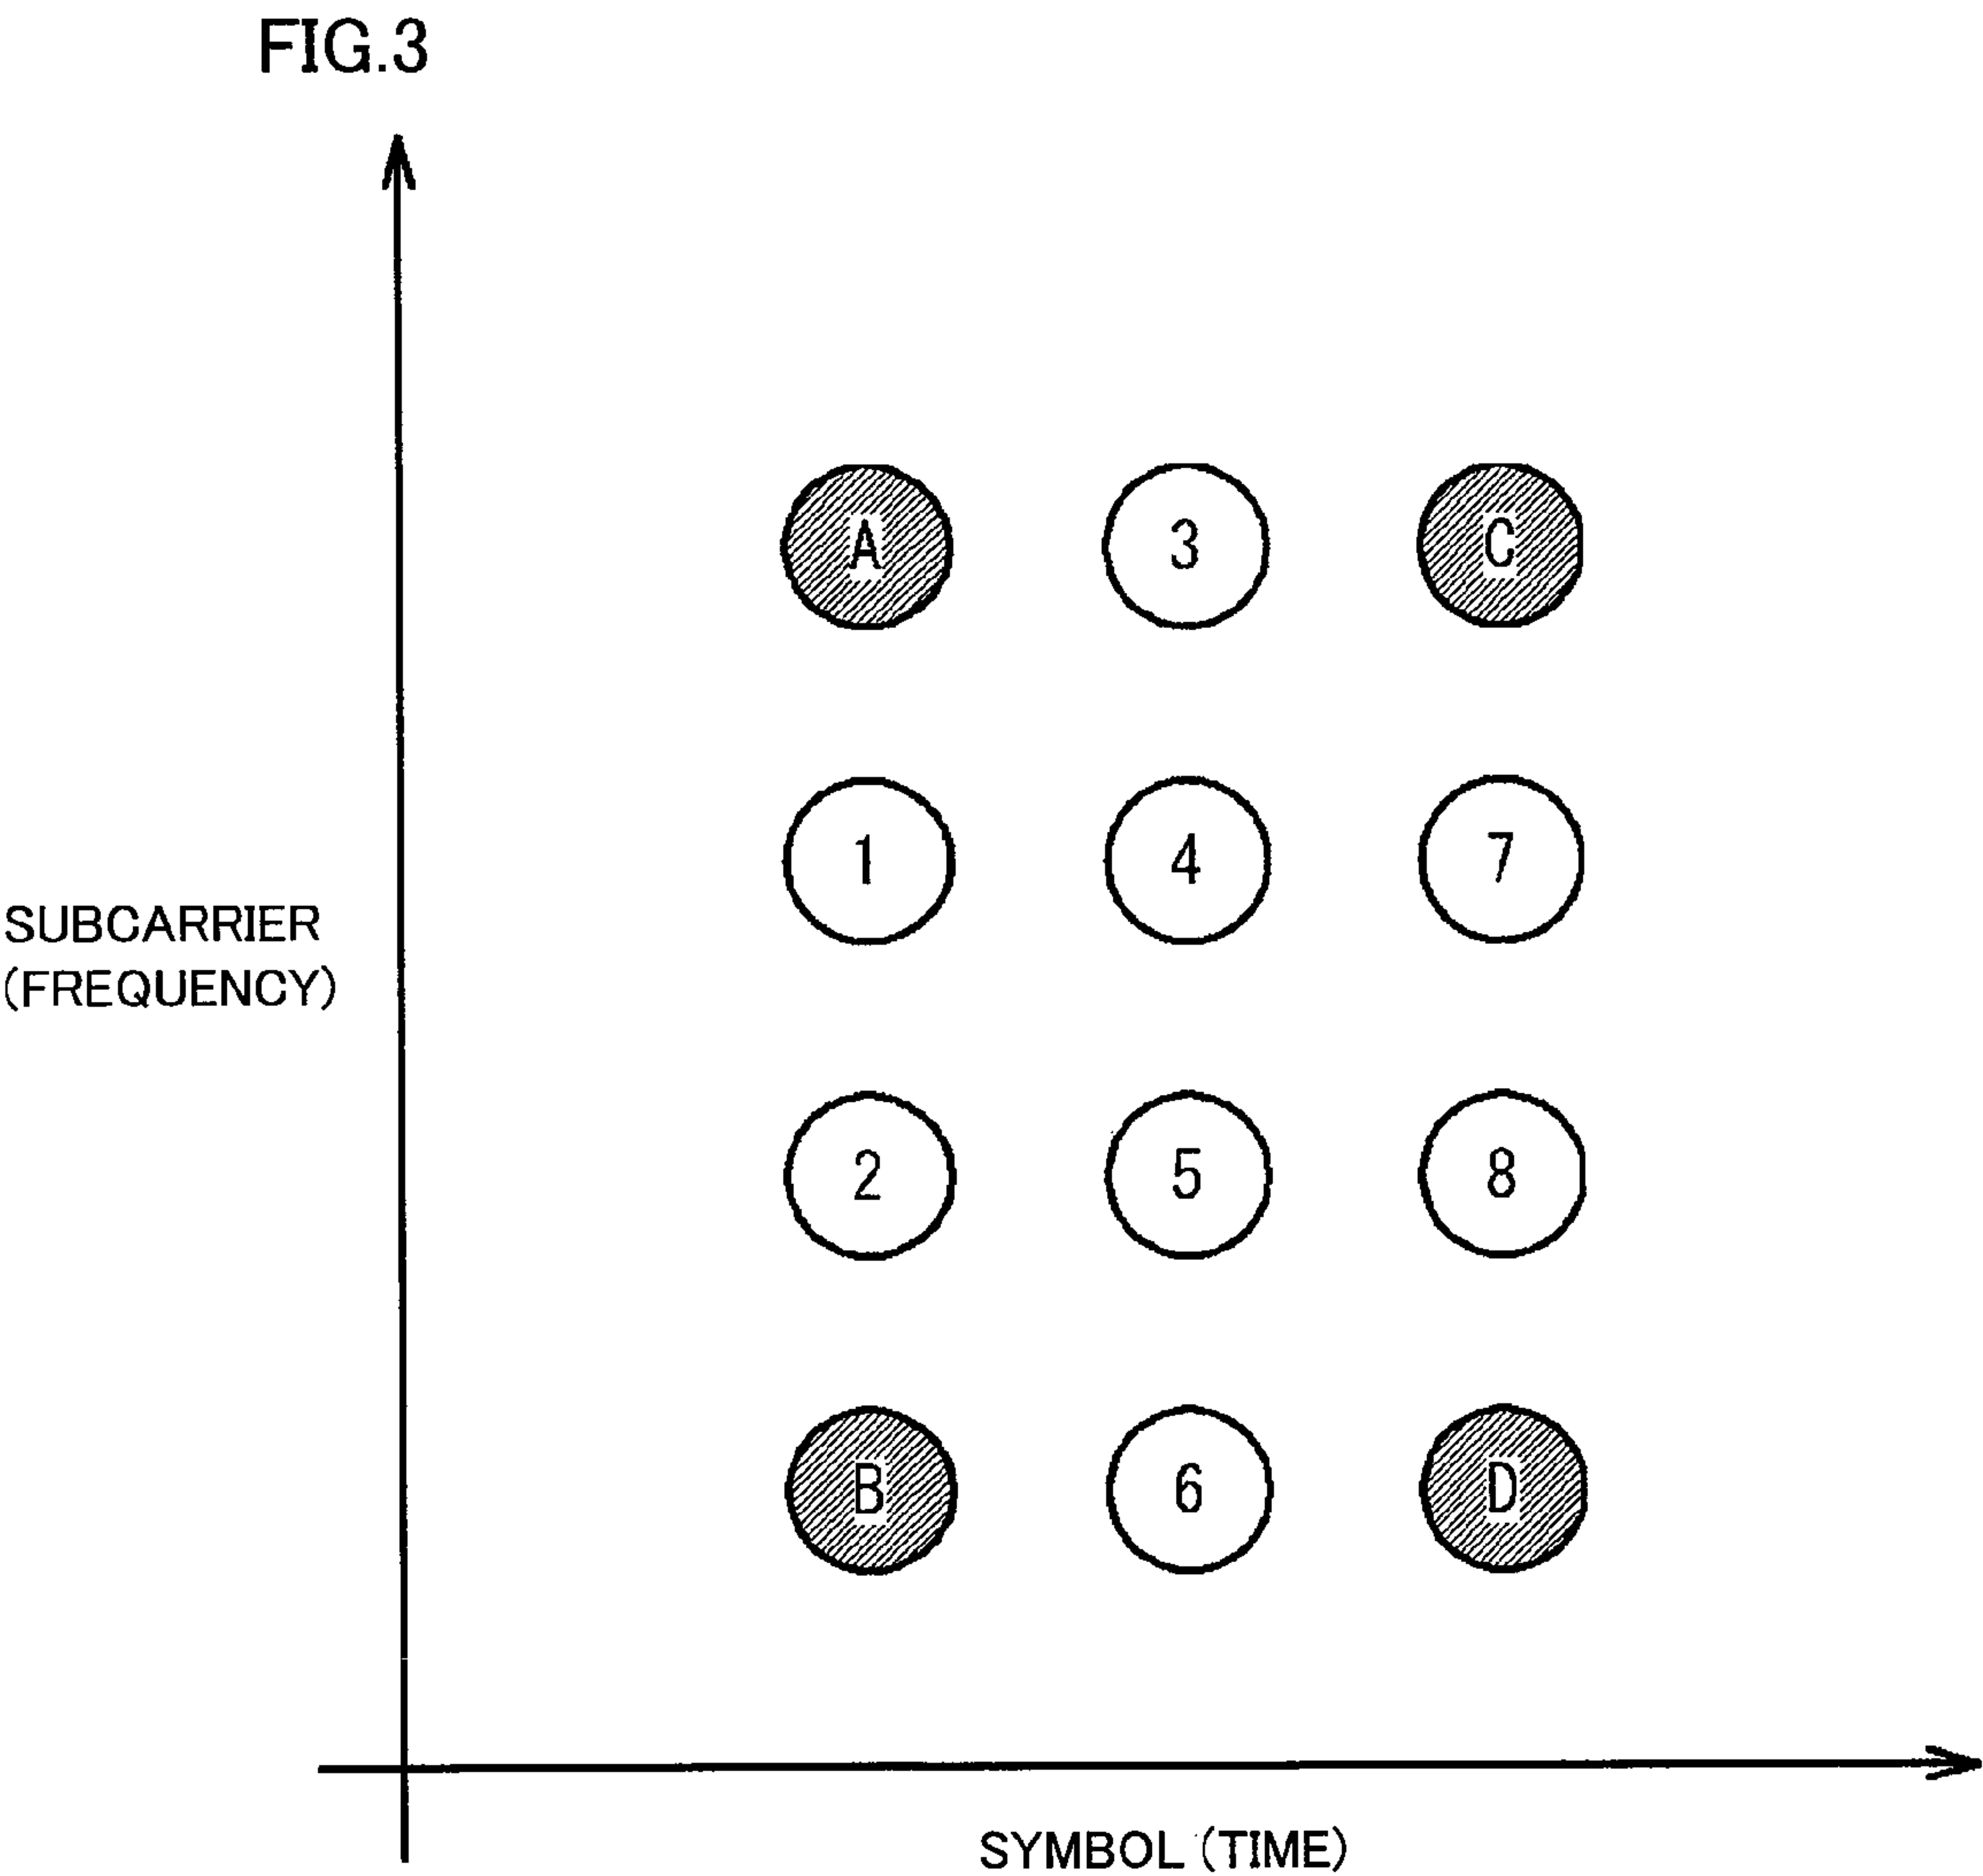 FIG.3
A 3 C
1 4 7
SUBCARRIER
(FREQUENCY)
2 5 8
B 6 D
SYMBOL (TIME)